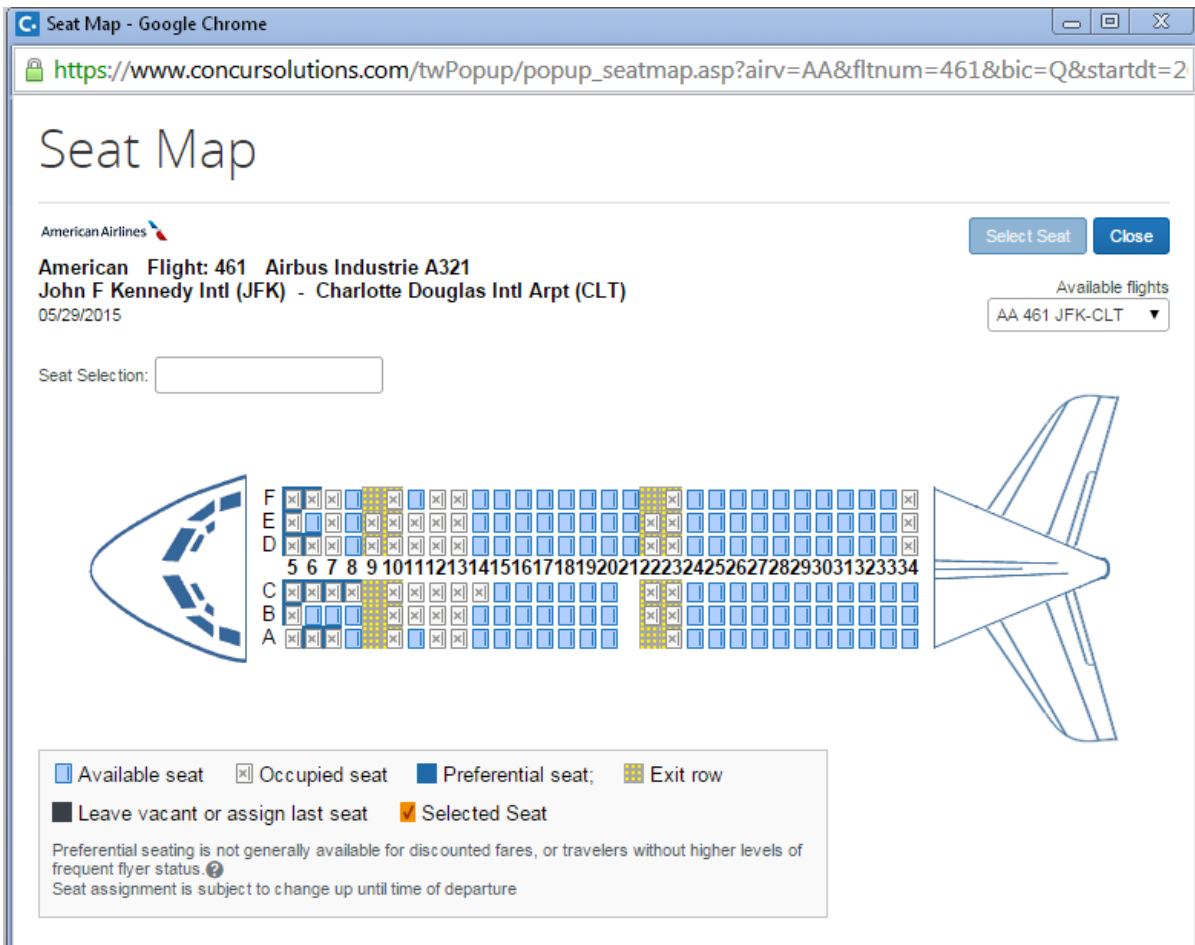 C. Seat Map - Google Chrome
https://www.concursolutions.com/twPopup/popup_seatmap.asp?airv=AA&fltnum=461&bic=Q&startdt=2
Seat Map
American Airlines
Select Seat Close
American Flight: 461 Airbus Industrie A321
John F Kennedy Intl (JFK) - Charlotte Douglas Intl Arpt (CLT)
05/29/2015
Available flights
AA 461 JFK-CLT
Seat Selection:
F
E
D
5 6 7 8 9 10 11 12 13 14 15 16 17 18 19 20 21 22 23 24 25 26 27 28 29 30 31 32 33 34
C
B
A
Available seat Occupied seat Preferential seat; Exit row
Leave vacant or assign last seat Selected Seat
Preferential seating is not generally available for discounted fares, or travelers without higher levels of
frequent flyer status.?
Seat assignment is subject to change up until time of departure